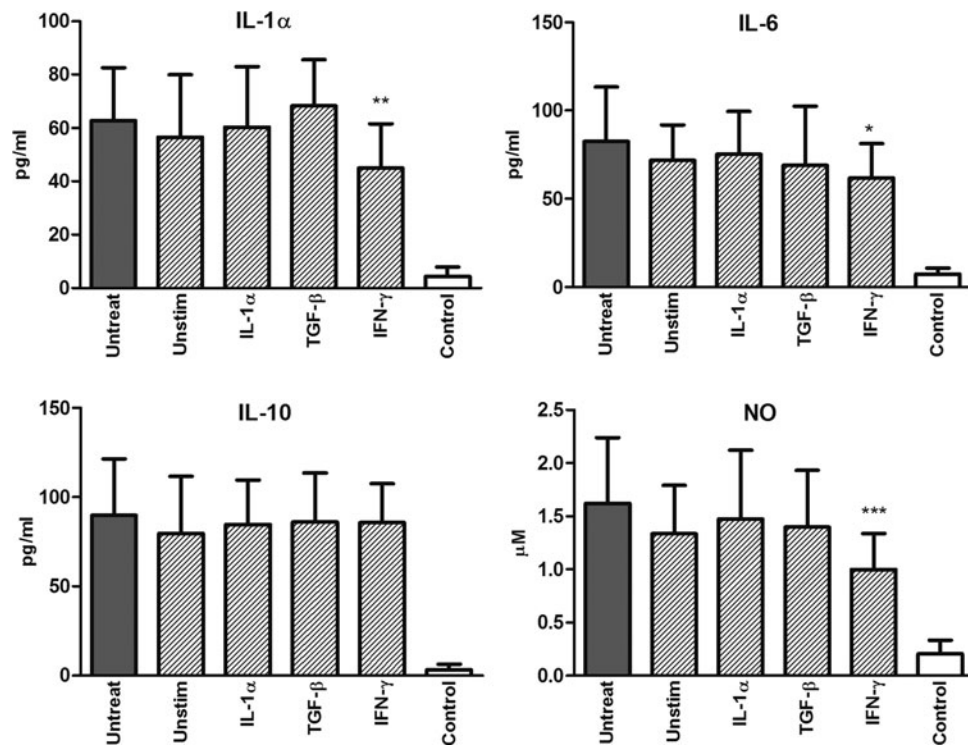 IL-1α
pg/ml
100
80
60
40
20
0
**
Untreat
Unstim
IL-1α
TGF-β
IFN-γ
Control
IL-6
pg/ml
150
100
50
0
*
Untreat
Unstim
IL-1α
TGF-β
IFN-γ
Control
IL-10
pg/ml
150
100
50
0
Untreat
Unstim
IL-1α
TGF-β
IFN-γ
Control
NO
μM
2.5
2.0
1.5
1.0
0.5
0.0
***
Untreat
Unstim
IL-1α
TGF-β
IFN-γ
Control